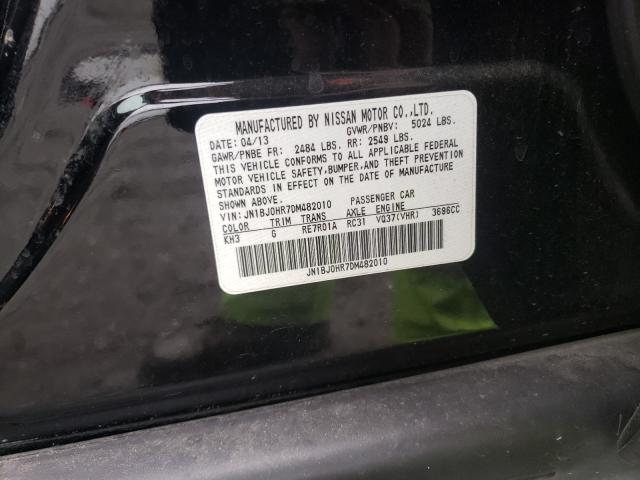 MANUFACTURED BY NISSAN MOTOR CO.,LTD.
DATE: 04/13 GVWR/PNBV: 5024 LBS.
GAWR/PNBE FR: 2484 LBS. RR: 2549 LBS.
THIS VEHICLE CONFORMS TO ALL APPLICABLE FEDERAL
MOTOR VEHICLE SAFETY,BUMPER,AND THEFT PREVENTION
STANDARDS IN EFFECT ON THE DATE OF MANUFACTURE
SHOWN ABOVE.
VIN: JN1BJ0HR7DM482010 PASSENGER CAR
COLOR TRIM TRANS AXLE ENGINE
KH3 G RE7R01A RC31 VQ37(VHR) 3696CC
JN1BJ0HR7DM482010